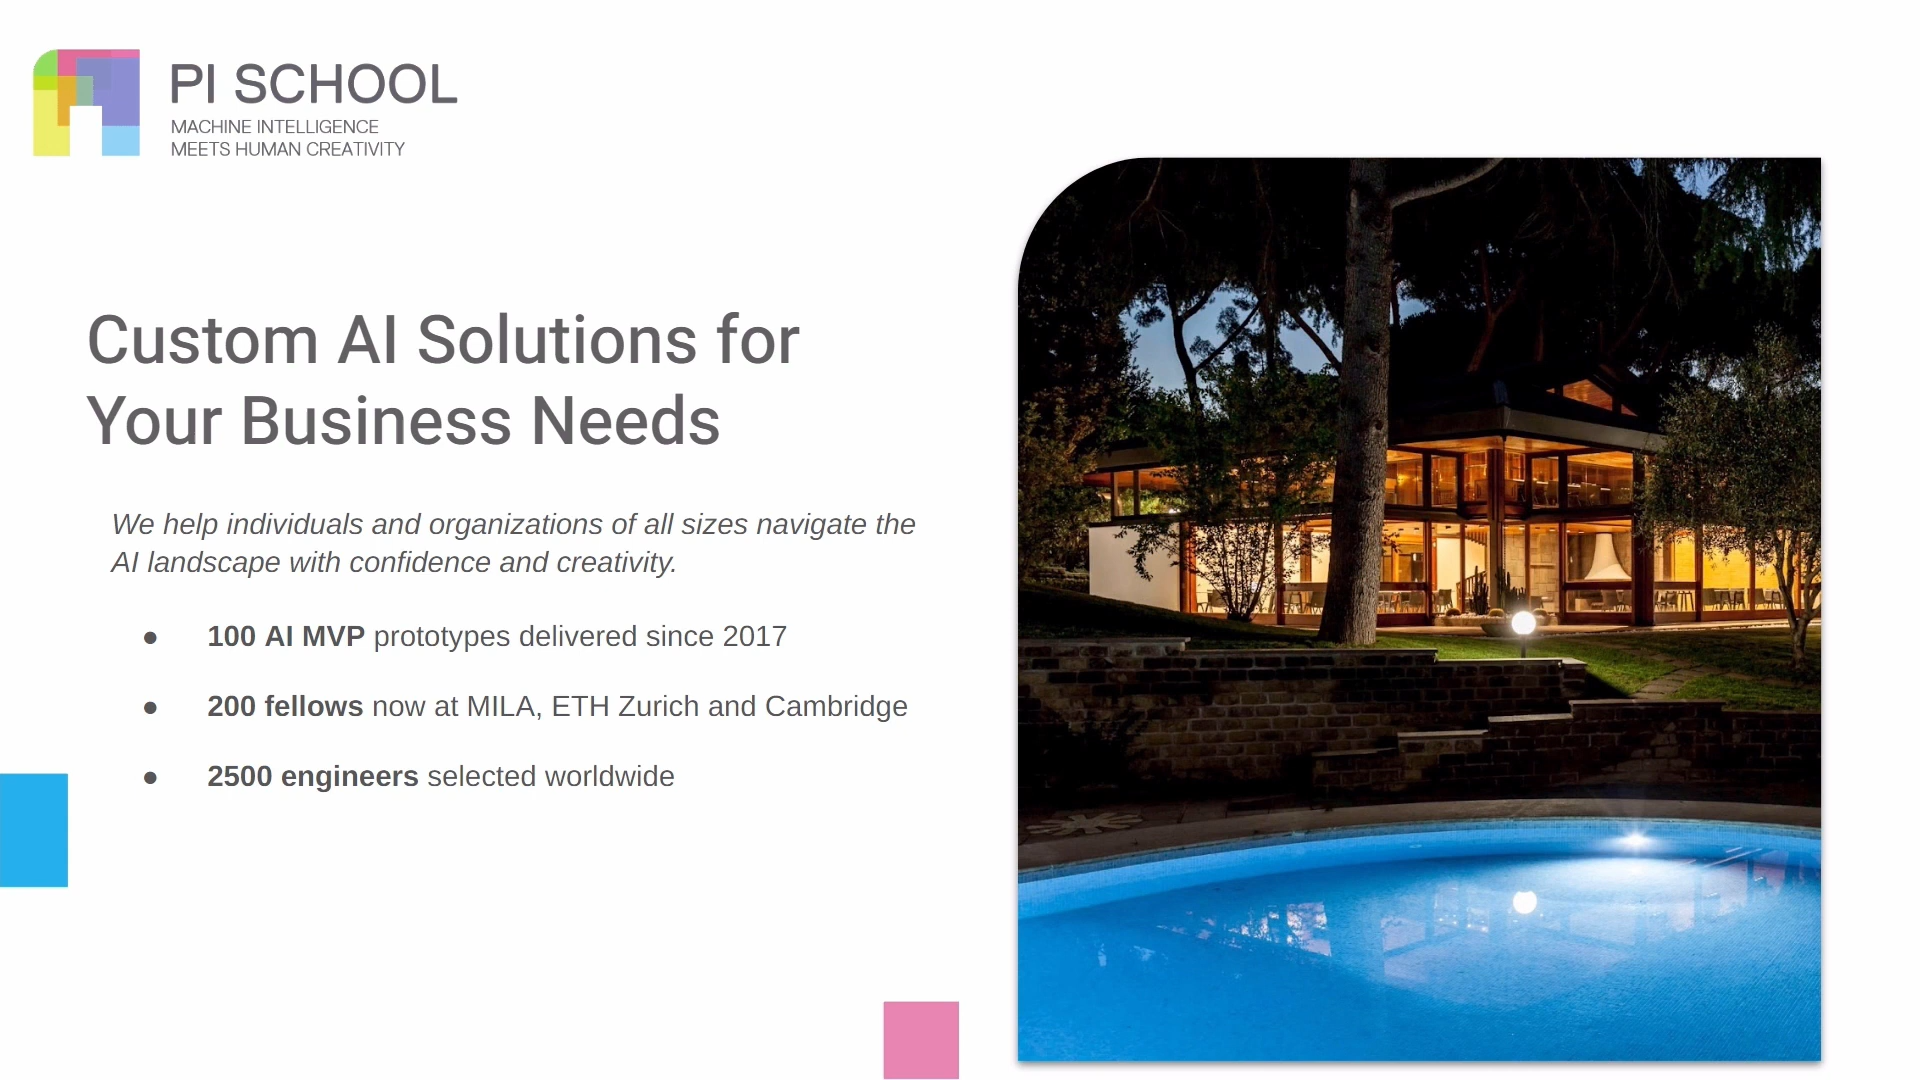 PI SCHOOL
MACHINE INTELLIGENCE
MEETS HUMAN CREATIVITY
Custom AI Solutions for
Your Business Needs
We help individuals and organizations of all sizes navigate the
AI landscape with confidence and creativity.
● 100 AI MVP prototypes delivered since 2017
● 200 fellows now at MILA, ETH Zurich and Cambridge
● 2500 engineers selected worldwide